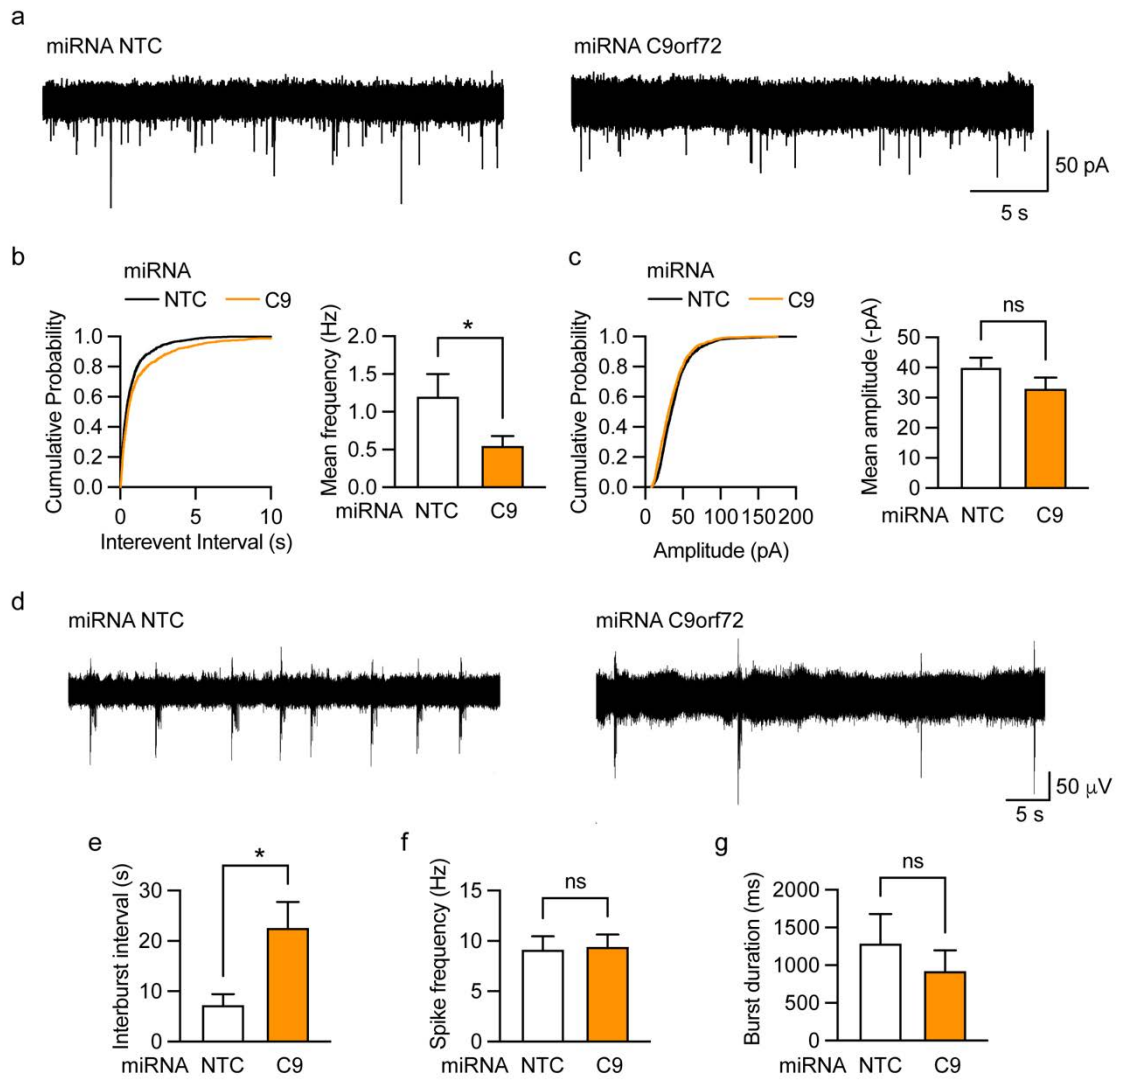 a
miRNA NTC
miRNA C9orf72
50 pA
5 s
b
miRNA
NTC
C9
Cumulative Probability
1.0
0.8
0.6
0.4
0.2
0.0
0
5
10
Interevent Interval (s)
Mean frequency (Hz)
2.0
1.5
1.0
0.5
0.0
*
miRNA NTC C9
c
miRNA
NTC
C9
Cumulative Probability
1.0
0.8
0.6
0.4
0.2
0.0
0 50 100 150 200
Amplitude (pA)
Mean amplitude (-pA)
50
40
30
20
10
0
ns
miRNA NTC C9
d
miRNA NTC
miRNA C9orf72
50 μV
5 s
e
Interburst interval (s)
30
20
10
0
*
miRNA NTC C9
f
Spike frequency (Hz)
15
10
5
0
ns
miRNA NTC C9
g
Burst duration (ms)
2000
1500
1000
500
0
ns
miRNA NTC C9